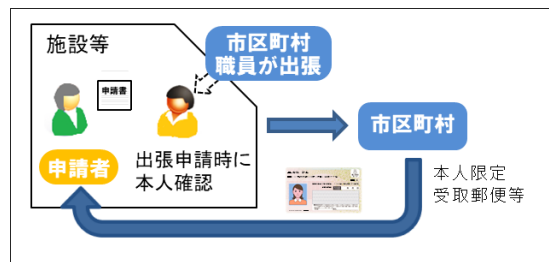 施設等
市区町村
職員が出張
申請書
申請者
出張申請時に
本人確認
市区町村
本人限定
受取郵便等